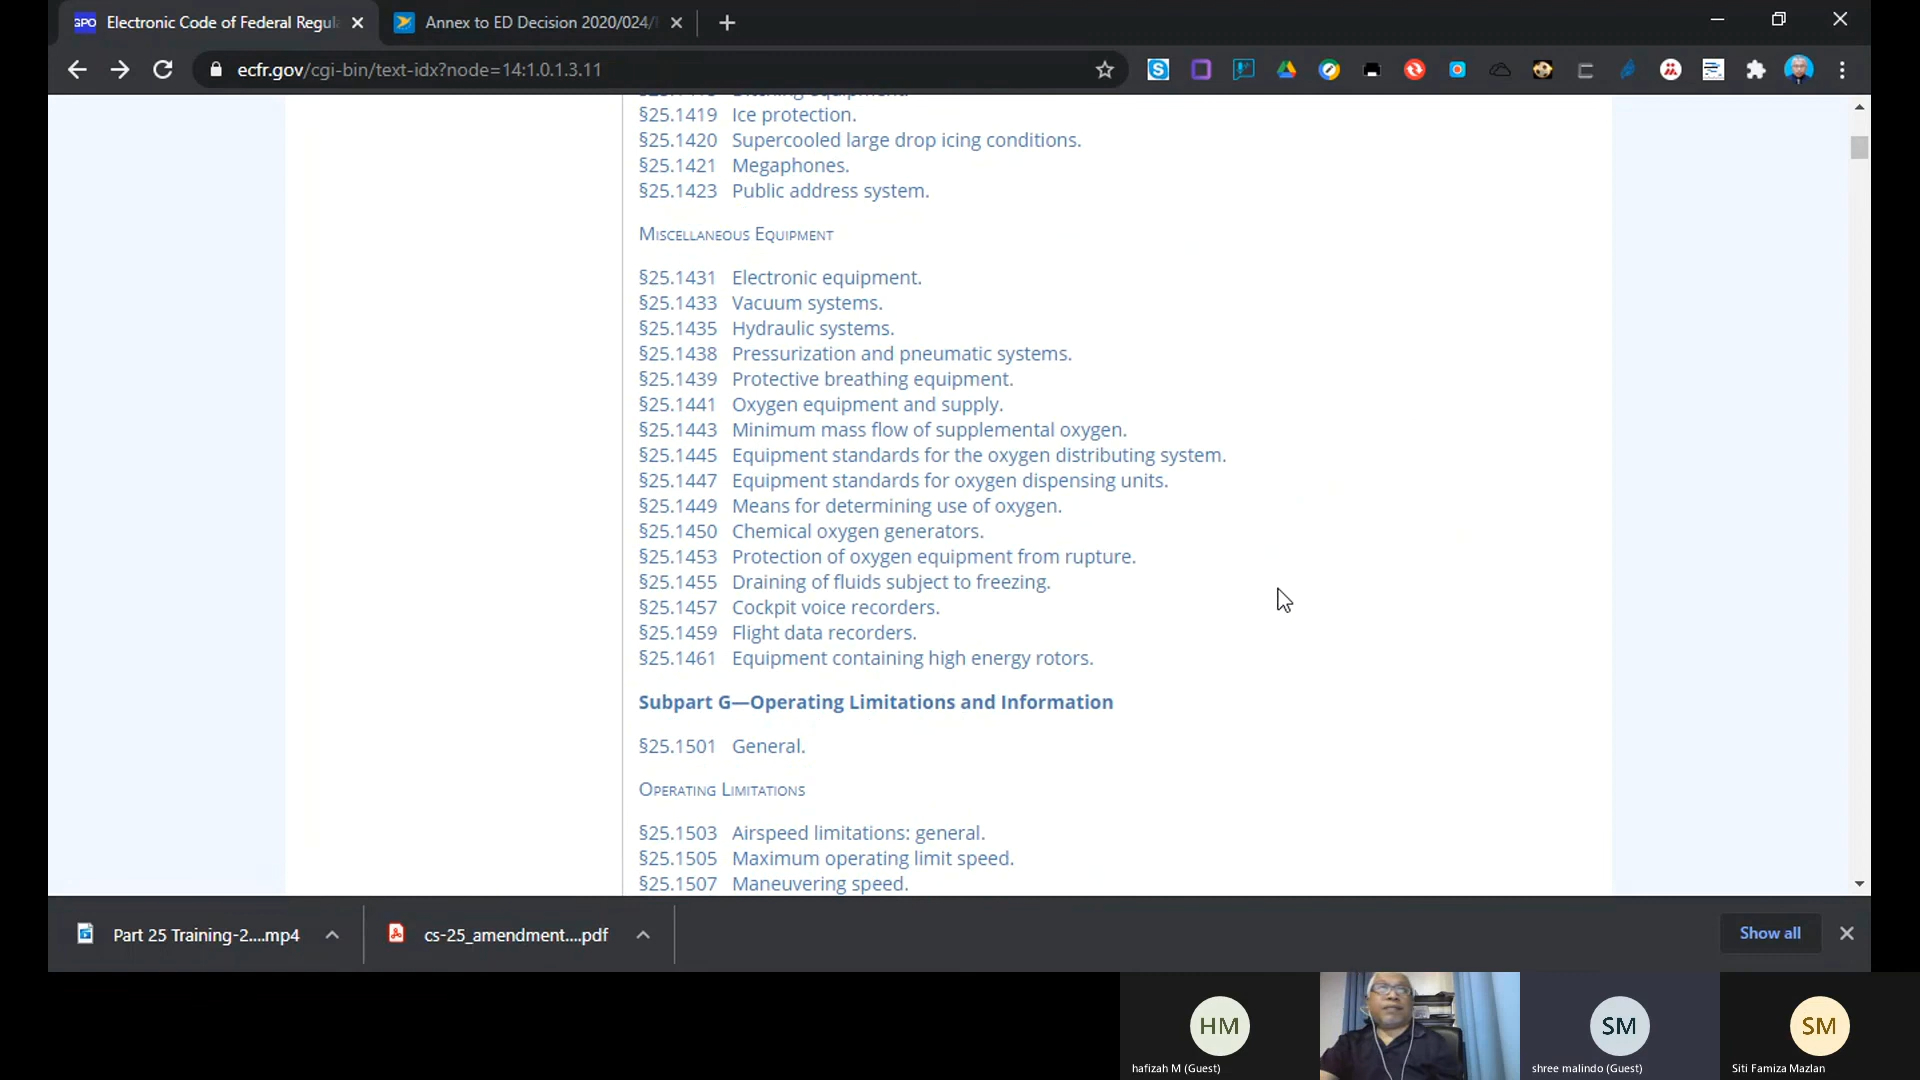 GPO Electronic Code of Federal Regula
Annex to ED Decision 2020/024/
ecfr.gov/cgi-bin/text-idx?node=14:1.0.1.3.11
§25.1419 Ice protection.
§25.1420 Supercooled large drop icing conditions.
§25.1421 Megaphones.
§25.1423 Public address system.
MISCELLANEOUS EQUIPMENT
§25.1431 Electronic equipment.
§25.1433 Vacuum systems.
§25.1435 Hydraulic systems.
§25.1438 Pressurization and pneumatic systems.
§25.1439 Protective breathing equipment.
§25.1441 Oxygen equipment and supply.
§25.1443 Minimum mass flow of supplemental oxygen.
§25.1445 Equipment standards for the oxygen distributing system.
§25.1447 Equipment standards for oxygen dispensing units.
§25.1449 Means for determining use of oxygen.
§25.1450 Chemical oxygen generators.
§25.1453 Protection of oxygen equipment from rupture.
§25.1455 Draining of fluids subject to freezing.
§25.1457 Cockpit voice recorders.
§25.1459 Flight data recorders.
§25.1461 Equipment containing high energy rotors.
Subpart G—Operating Limitations and Information
§25.1501 General.
OPERATING LIMITATIONS
§25.1503 Airspeed limitations: general.
§25.1505 Maximum operating limit speed.
§25.1507 Maneuvering speed.
Part 25 Training-2....mp4
cs-25_amendment....pdf
Show all
HM
hafizah M (Guest)
SM
shree malindo (Guest)
SM
Siti Famiza Mazlan